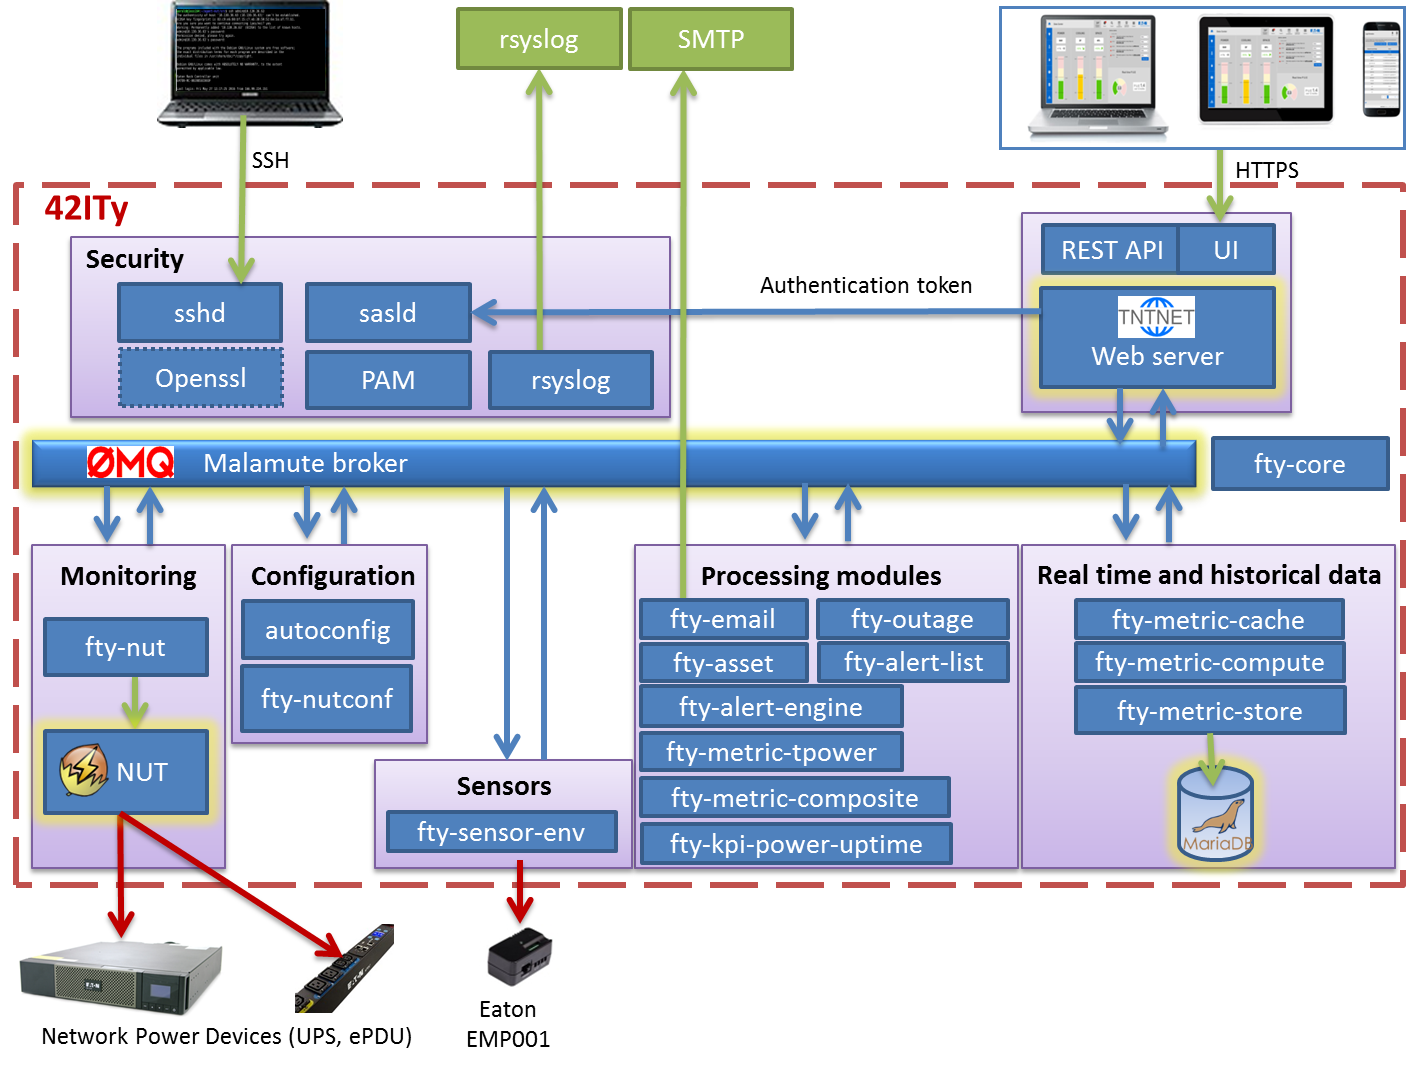 rsyslog
SMTP
SSH
HTTPS
42ITy
Security
sshd
sasld
Openssl
PAM
rsyslog
Authentication token
REST API
UI
TNTNET
Web server
ØMQ
Malamute broker
fty-core
Monitoring
fty-nut
NUT
Configuration
autoconfig
fty-nutconf
Sensors
fty-sensor-env
Processing modules
fty-email
fty-outage
fty-asset
fty-alert-list
fty-alert-engine
fty-metric-tpower
fty-metric-composite
fty-kpi-power-uptime
Real time and historical data
fty-metric-cache
fty-metric-compute
fty-metric-store
MariaDB
Network Power Devices (UPS, ePDU)
Eaton
EMP001